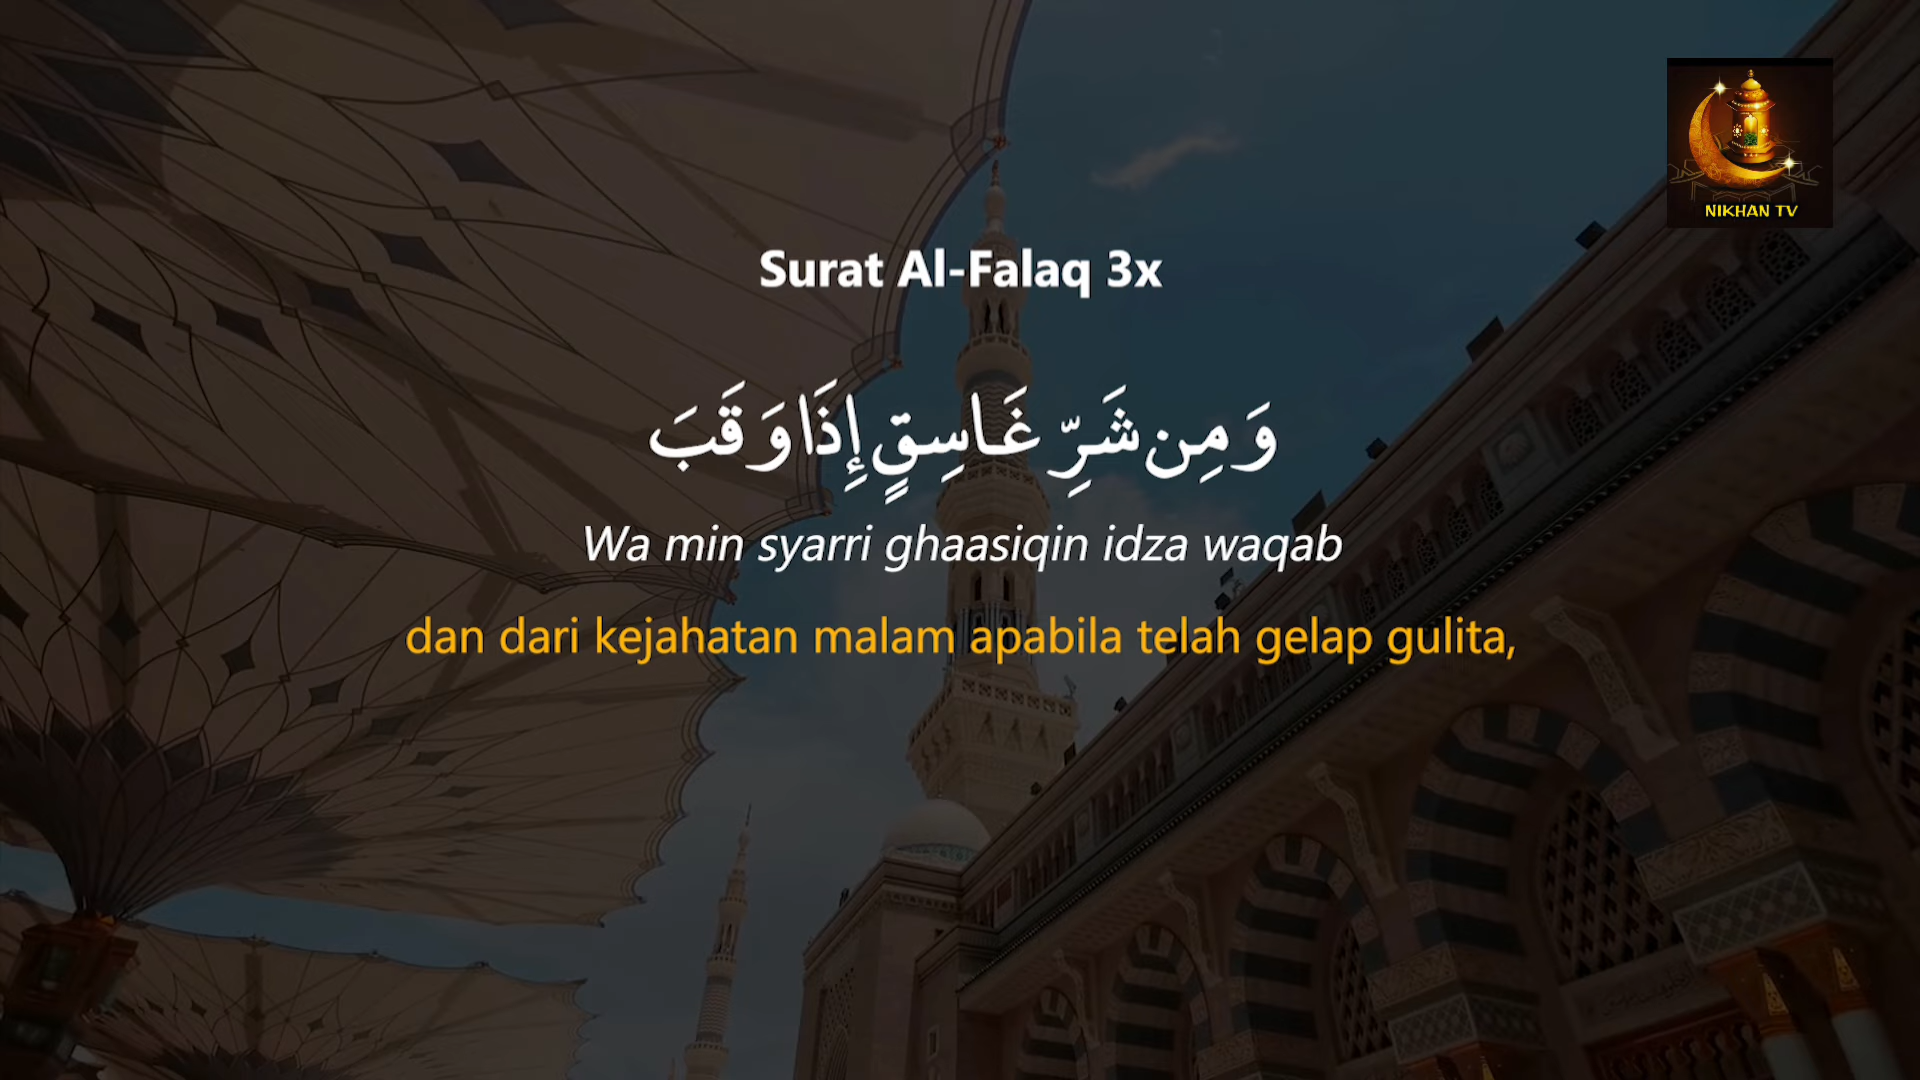 NIKHAN TV
Surat Al-Falaq 3x
وَمِن شَرِّ غَاسِقٍ إِذَا وَقَبَ
Wa min syarri ghaasiqin idza waqab
dan dari kejahatan malam apabila telah gelap gulita,